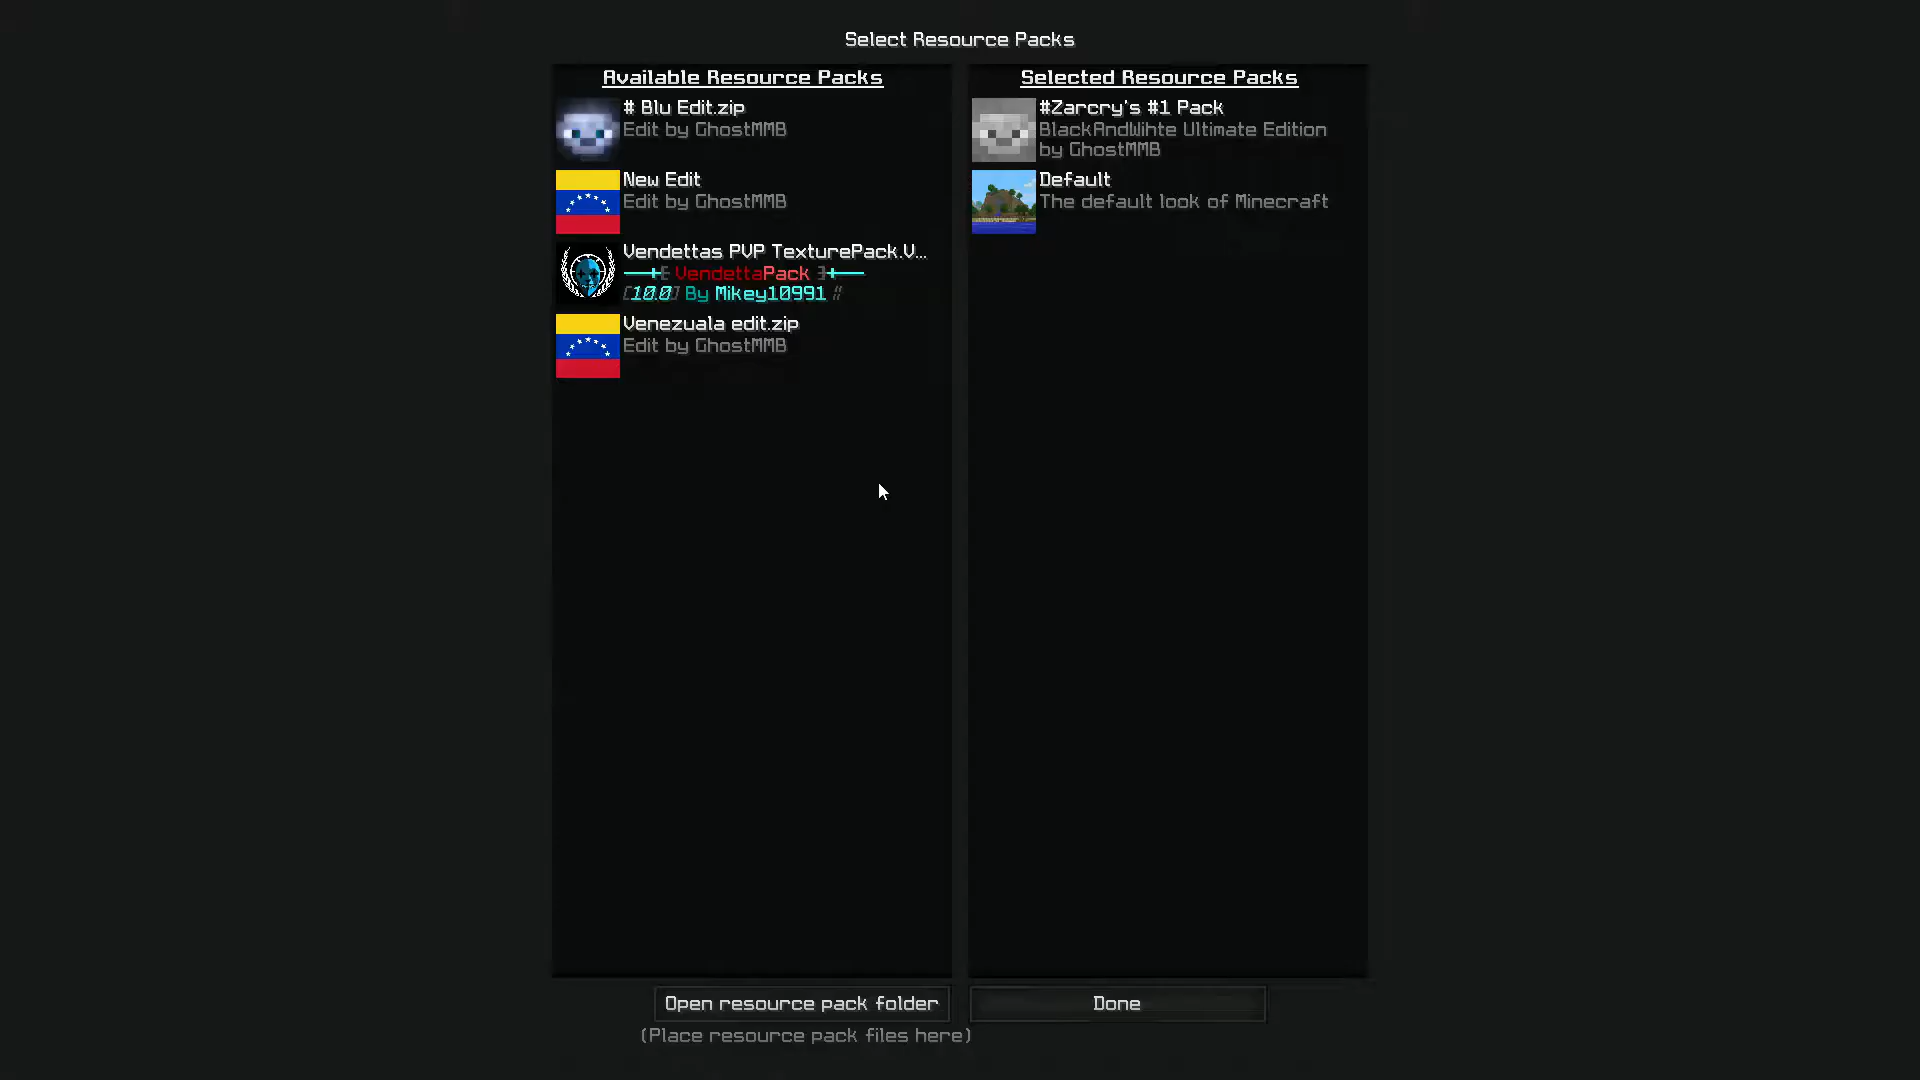 Select Resource Packs
Available Resource Packs
# Blu Edit.zip
Edit by GhostMMB
New Edit
Edit by GhostMMB
Vendettas PVP TexturePack.V...
VendettaPack
[10.0] By Mikey10991 //
Venezuala edit.zip
Edit by GhostMMB
Selected Resource Packs
#Zarcry's #1 Pack
BlackAndWihte Ultimate Edition
by GhostMMB
Default
The default look of Minecraft
Open resource pack folder
Done
(Place resource pack files here)